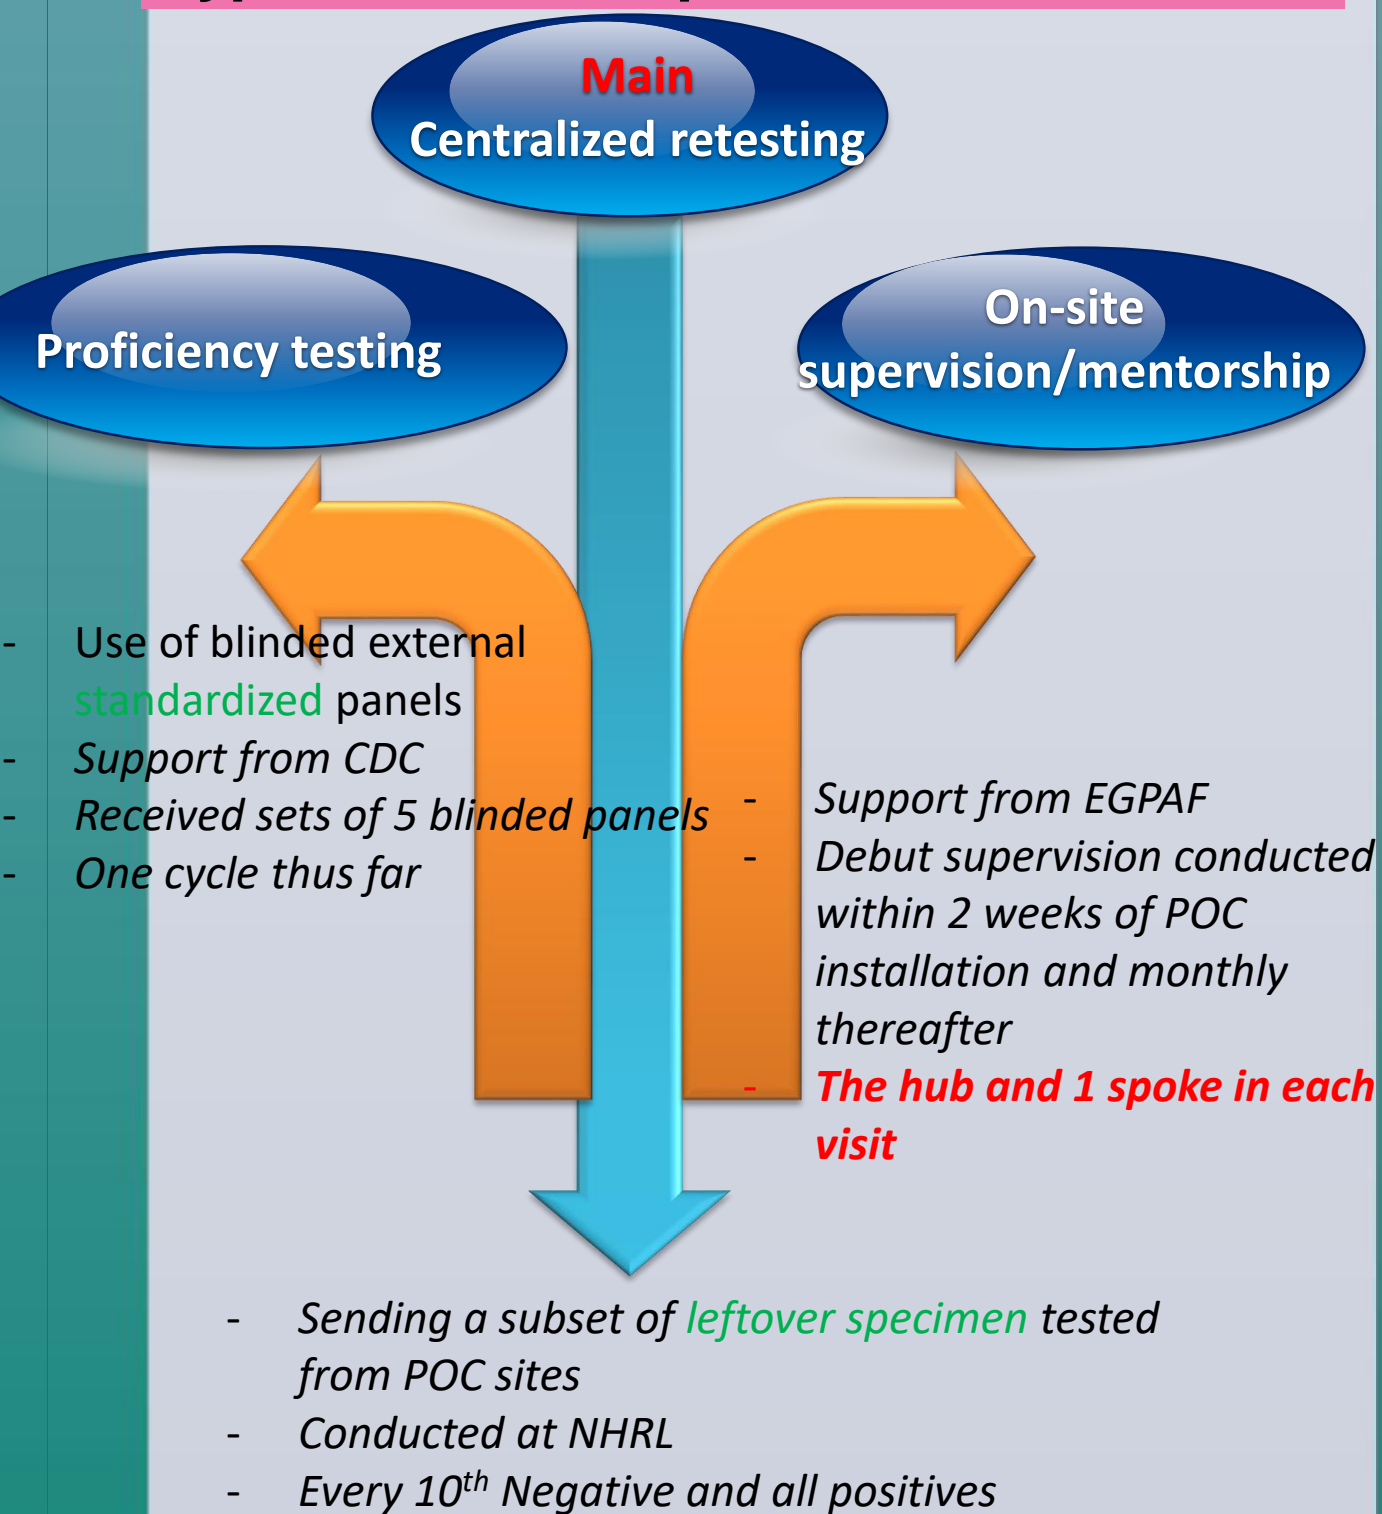 Main
Centralized retesting
Proficiency testing
On-site
supervision/mentorship
- Use of blinded external
standardized panels
- Support from CDC
- Received sets of 5 blinded panels
- One cycle thus far
- Support from EGPAF
- Debut supervision conducted
within 2 weeks of POC
installation and monthly
thereafter
- The hub and 1 spoke in each
visit
- Sending a subset of leftover specimen tested
from POC sites
- Conducted at NHRL
- Every 10th Negative and all positives